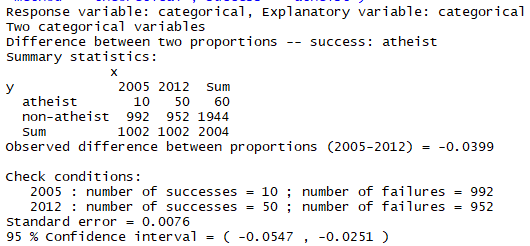 Response variable: categorical, Explanatory variable: categorical
Two categorical variables
Difference between two proportions -- success: atheist
Summary statistics:
x
y 2005 2012 Sum
atheist 10 50 60
non-atheist 992 952 1944
Sum 1002 1002 2004
Observed difference between proportions (2005-2012) = -0.0399
Check conditions:
2005 : number of successes = 10 ; number of failures = 992
2012 : number of successes = 50 ; number of failures = 952
Standard error = 0.0076
95 % Confidence interval = ( -0.0547 , -0.0251 )